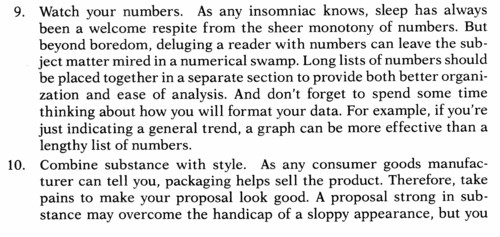 9. Watch your numbers. As any insomniac knows, sleep has always
been a welcome respite from the sheer monotony of numbers. But
beyond boredom, deluging a reader with numbers can leave the sub-
ject matter mired in a numerical swamp. Long lists of numbers should
be placed together in a separate section to provide both better organi-
zation and ease of analysis. And don't forget to spend some time
thinking about how you will format your data. For example, if you're
just indicating a general trend, a graph can be more effective than a
lengthy list of numbers.
10. Combine substance with style. As any consumer goods manufac-
turer can tell you, packaging helps sell the product. Therefore, take
pains to make your proposal look good. A proposal strong in sub-
stance may overcome the handicap of a sloppy appearance, but you